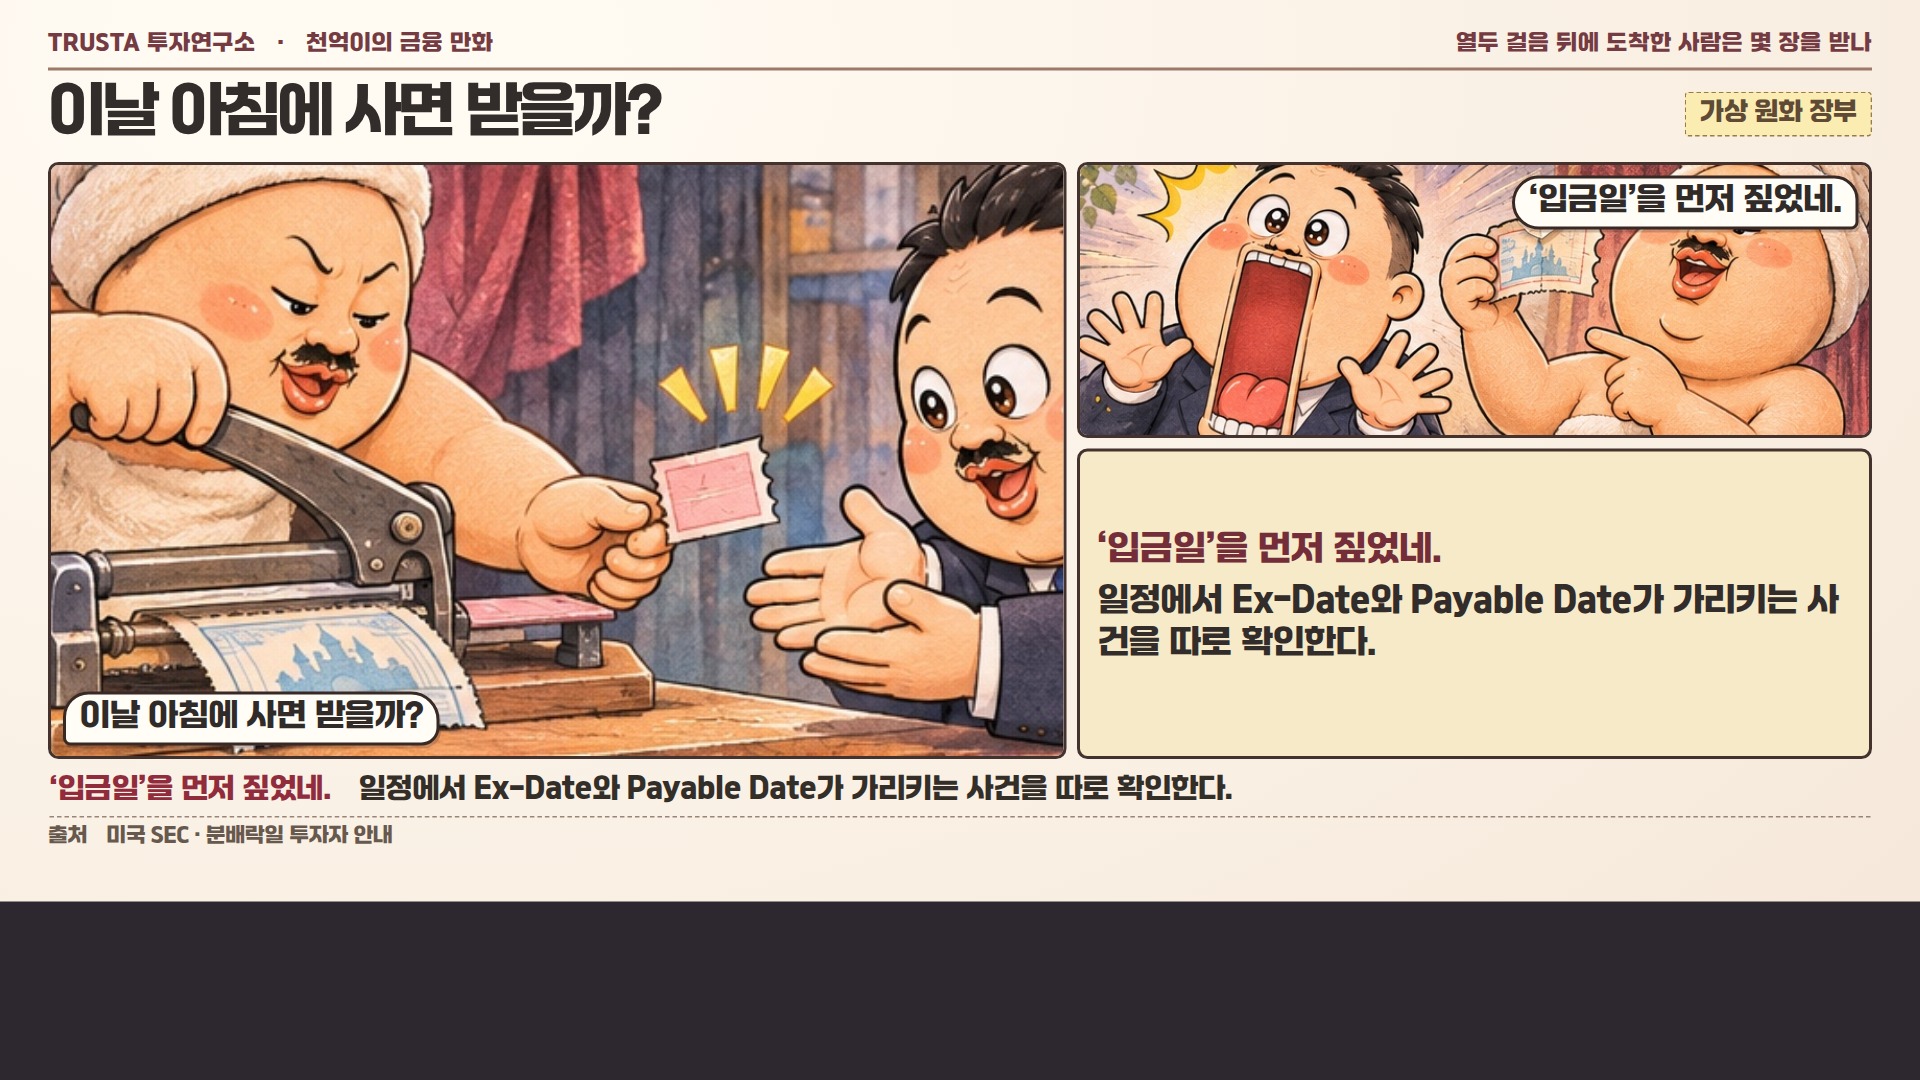 TRUSTA 투자연구소 · 천억이의 금융 만화
열두 걸음 뒤에 도착한 사람은 몇 장을 받나
이날 아침에 사면 받을까?
가상 원화 장부
이날 아침에 사면 받을까?
‘입금일’을 먼저 짚었네.
‘입금일’을 먼저 짚었네.
일정에서 Ex-Date와 Payable Date가 가리키는 사
건을 따로 확인한다.
‘입금일’을 먼저 짚었네. 일정에서 Ex-Date와 Payable Date가 가리키는 사건을 따로 확인한다.
출처 미국 SEC · 분배락일 투자자 안내